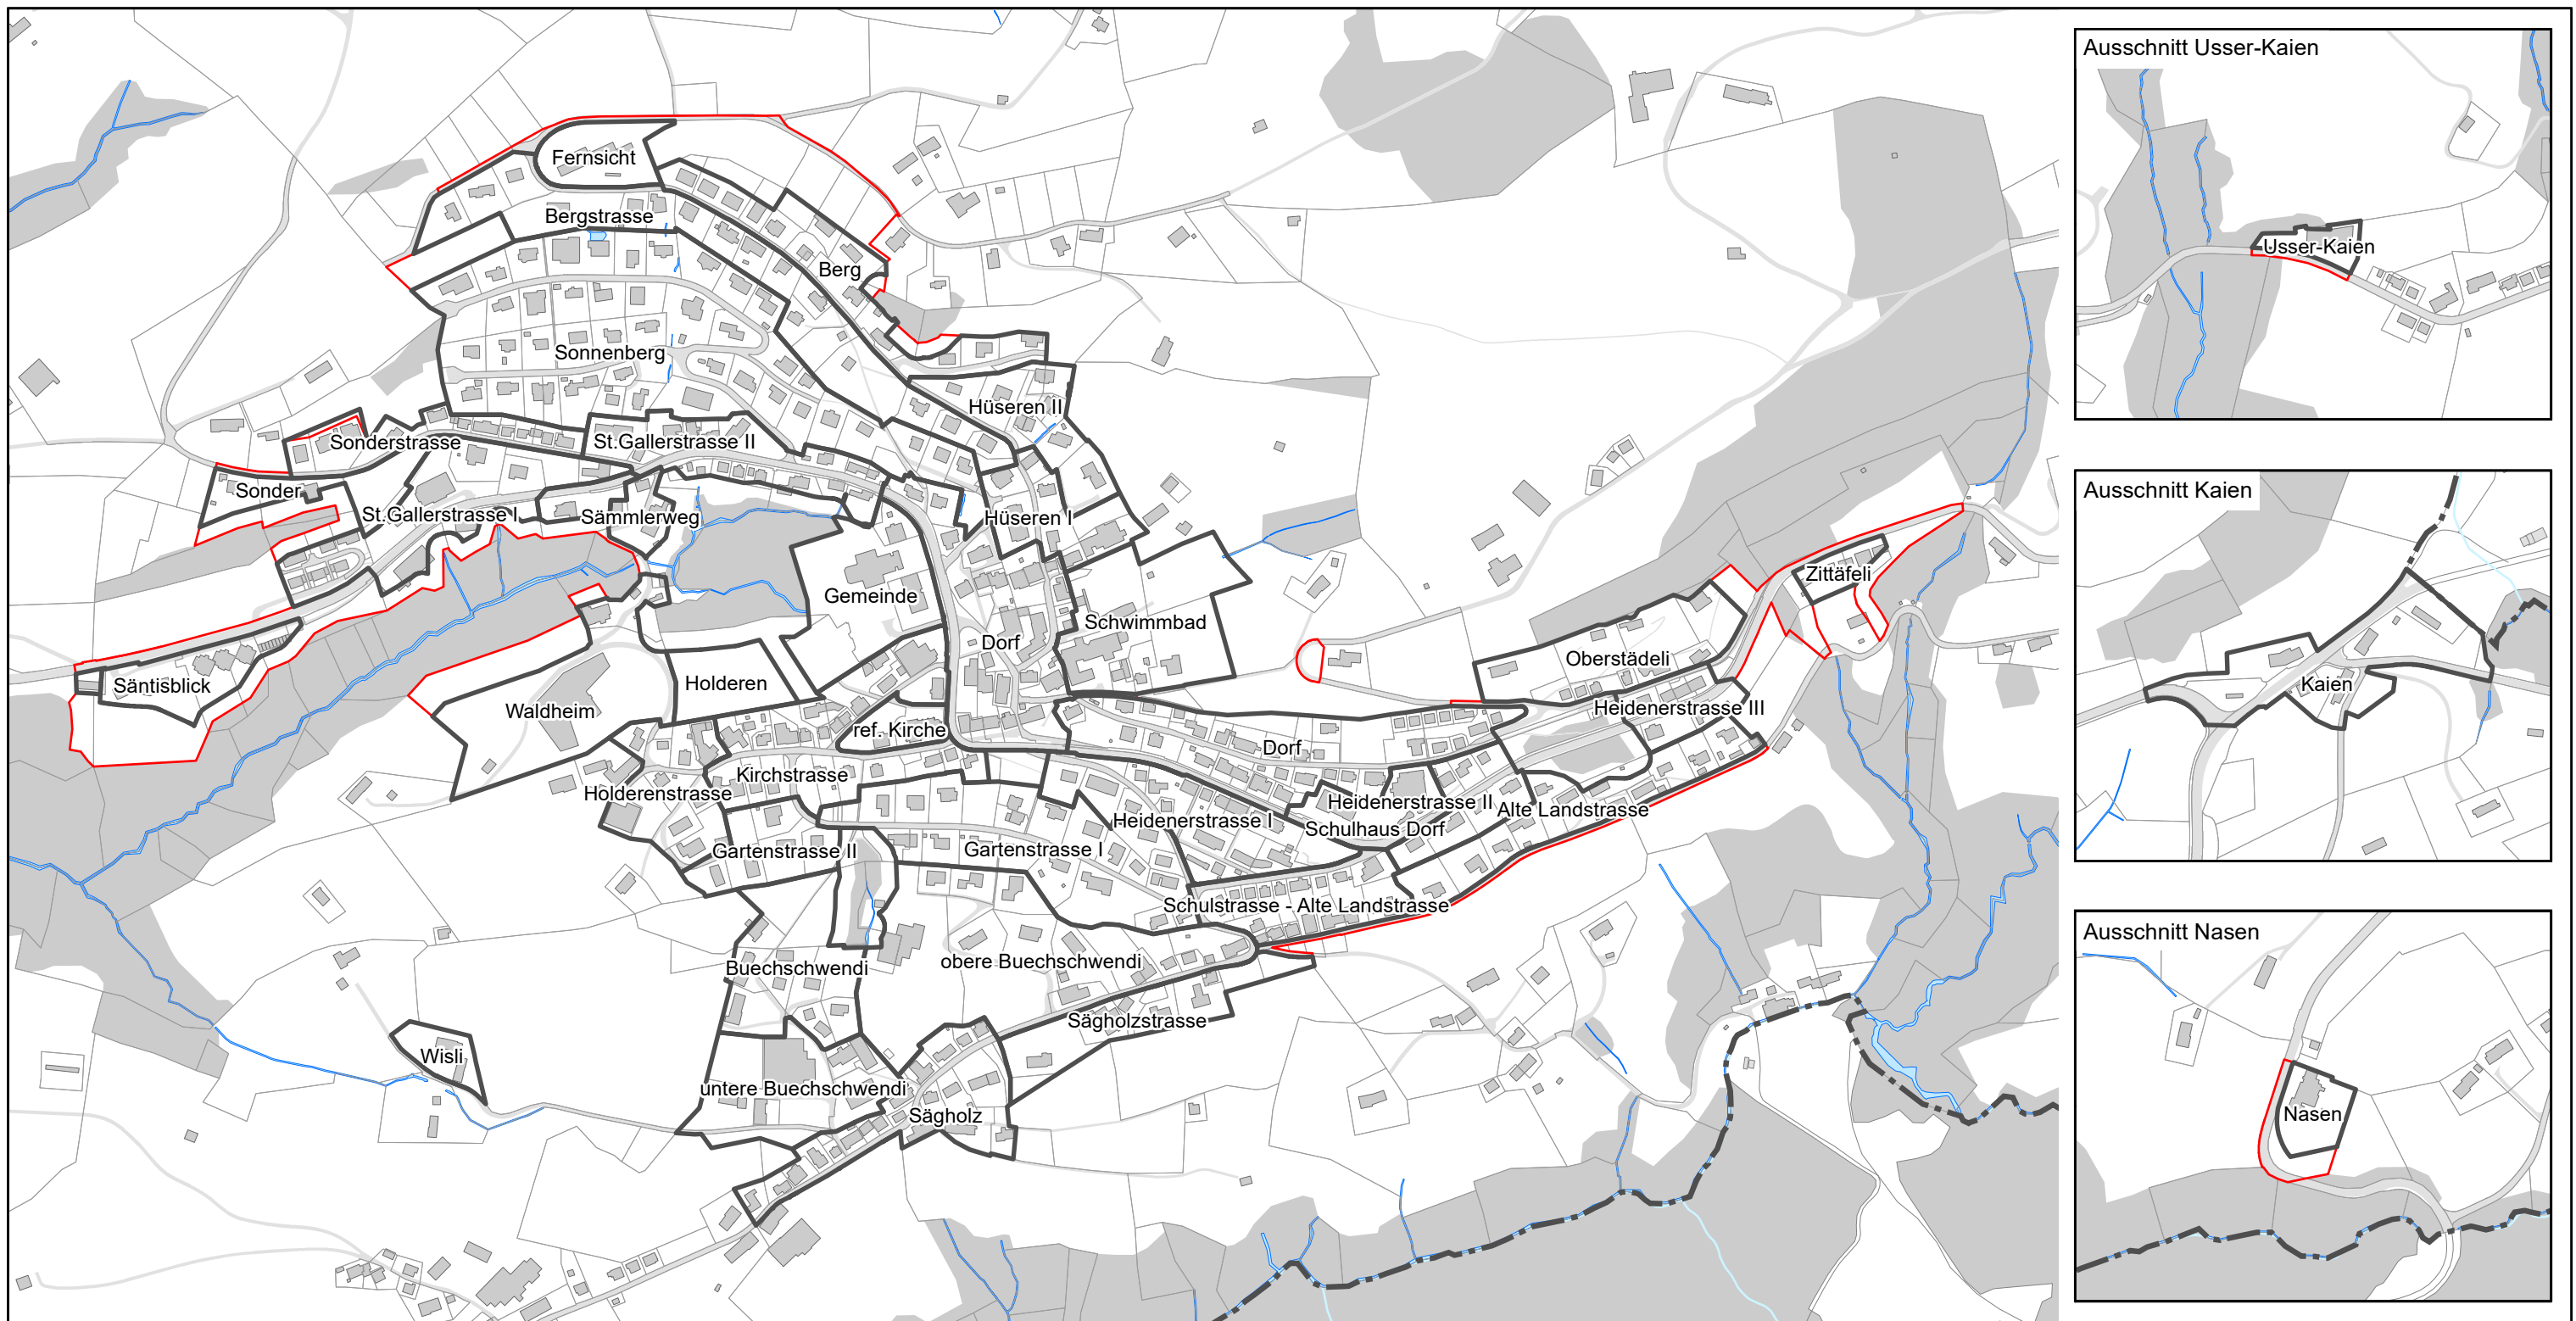 Ausschnitt Usser-Kaien
Usser-Kaien
Ausschnitt Kaien
Kaien
Ausschnitt Nasen
Nasen
Fernsicht
Bergstrasse
Berg
Sonnenberg
Hüseren II
Sonderstrasse
St.Gallerstrasse II
Sonder
St.Gallerstrasse I
Sämmlerweg
Hüseren I
Zittäfeli
Gemeinde
Schwimmbad
Dorf
Oberstädeli
Säntisblick
Holderen
Waldheim
Heidenerstrasse III
ref. Kirche
Dorf
Kirchstrasse
Holderenstrasse
Heidenerstrasse II
Alte Landstrasse
Heidenerstrasse I
Schulhaus Dorf
Gartenstrasse II
Gartenstrasse I
Schulstrasse - Alte Landstrasse
Buechschwendi
obere Buechschwendi
Sägholzstrasse
Wisli
untere Buechschwendi
Sägholz